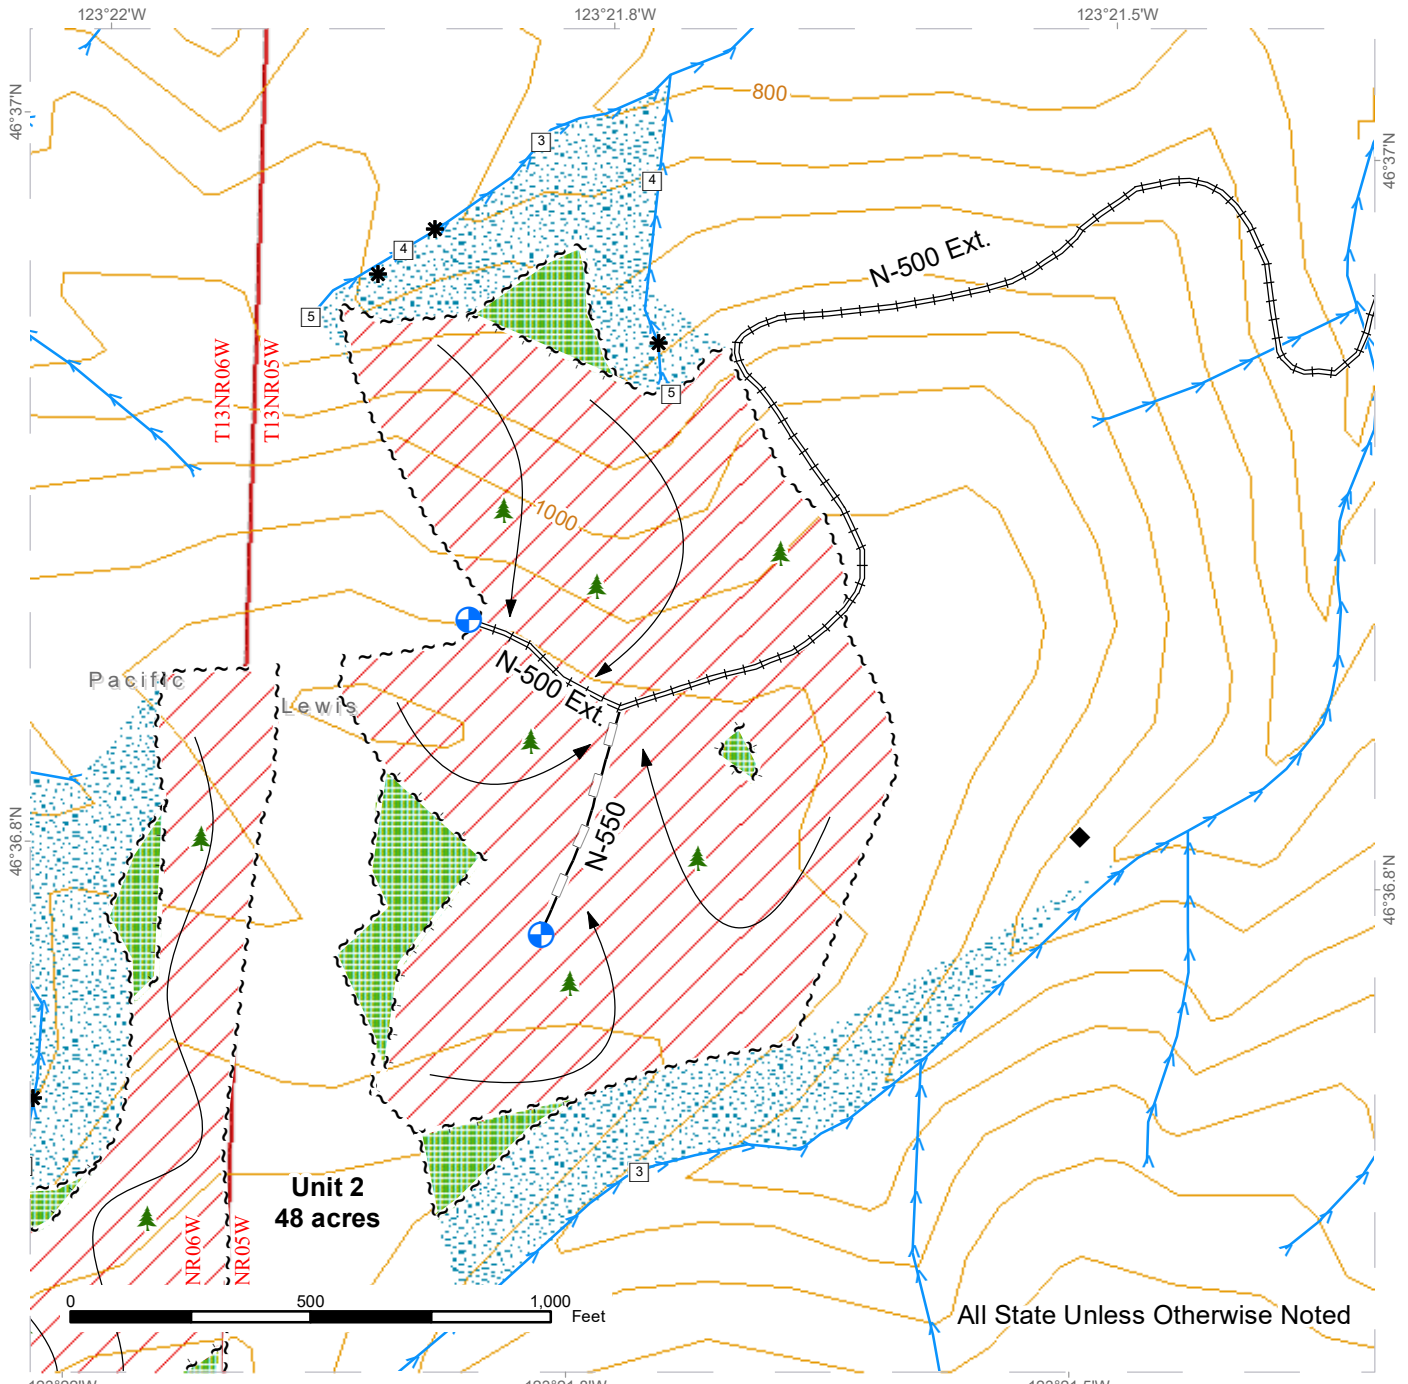 123°22'W
123°21.8'W
123°21.5'W
46°37'N
46°37'N
800
3
4
4
5
5
N-500 Ext.
T13NR06W
T13NR05W
1000
Pacific
Lewis
N-500 Ext.
N-550
46°36.8'N
46°36.8'N
3
Unit 2
48 acres
NR06W
NR05W
0 500 1,000
Feet
All State Unless Otherwise Noted